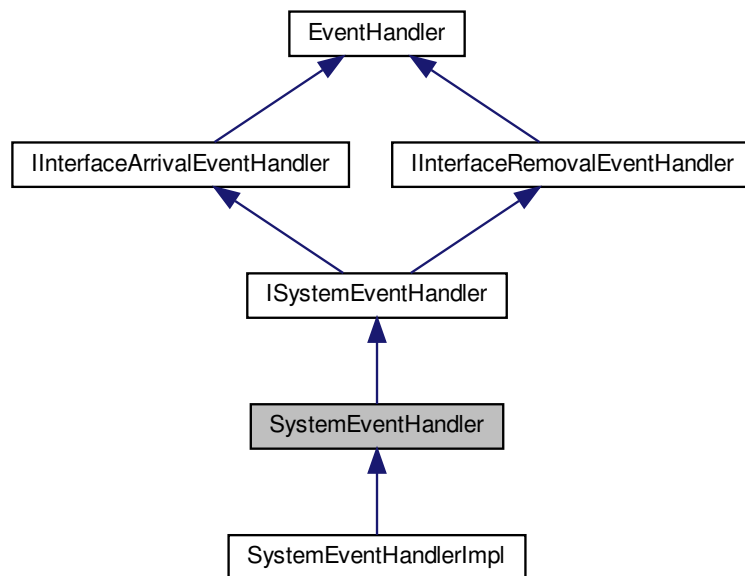 EventHandler
IInterfaceArrivalEventHandler
IInterfaceRemovalEventHandler
ISystemEventHandler
SystemEventHandler
SystemEventHandlerImpl